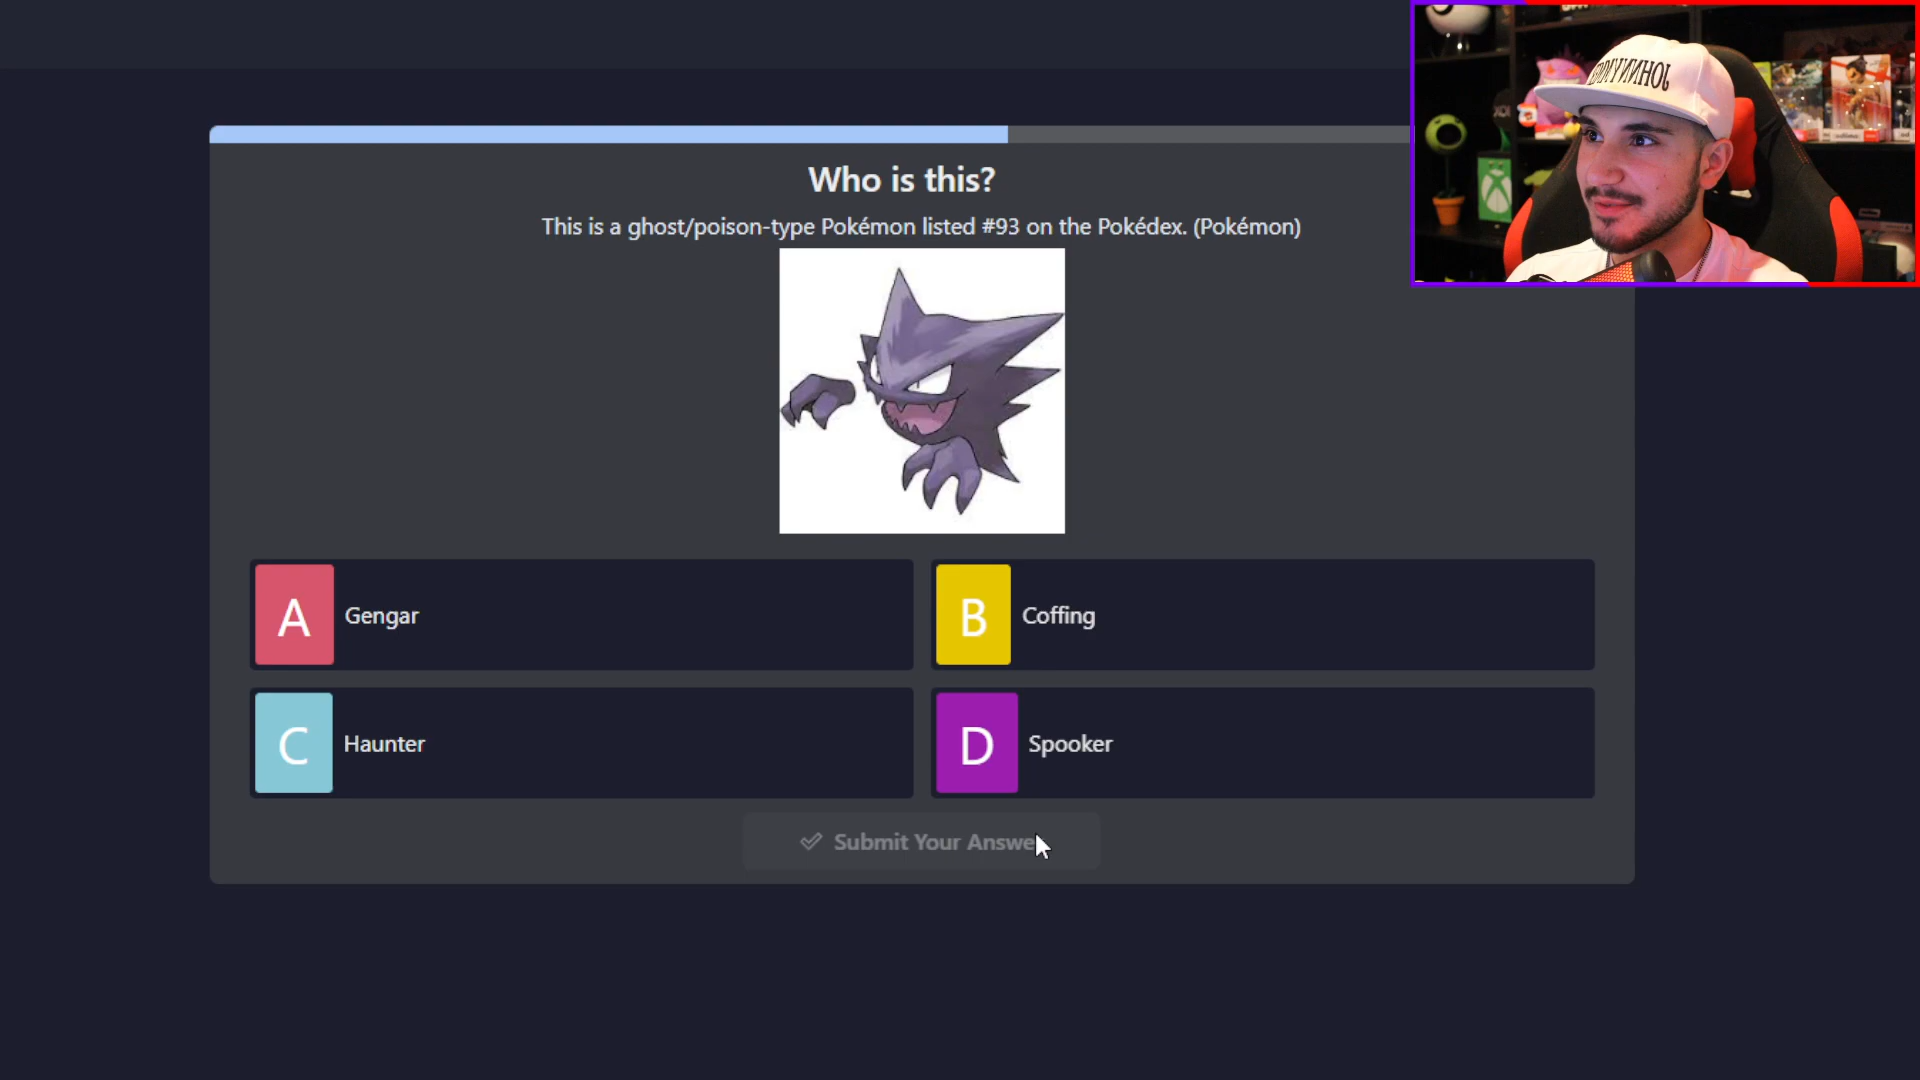 Who is this?
This is a ghost/poison-type Pokémon listed #93 on the Pokédex. (Pokémon)
A Gengar
B Coffing
C Haunter
D Spooker
Submit Your Answe